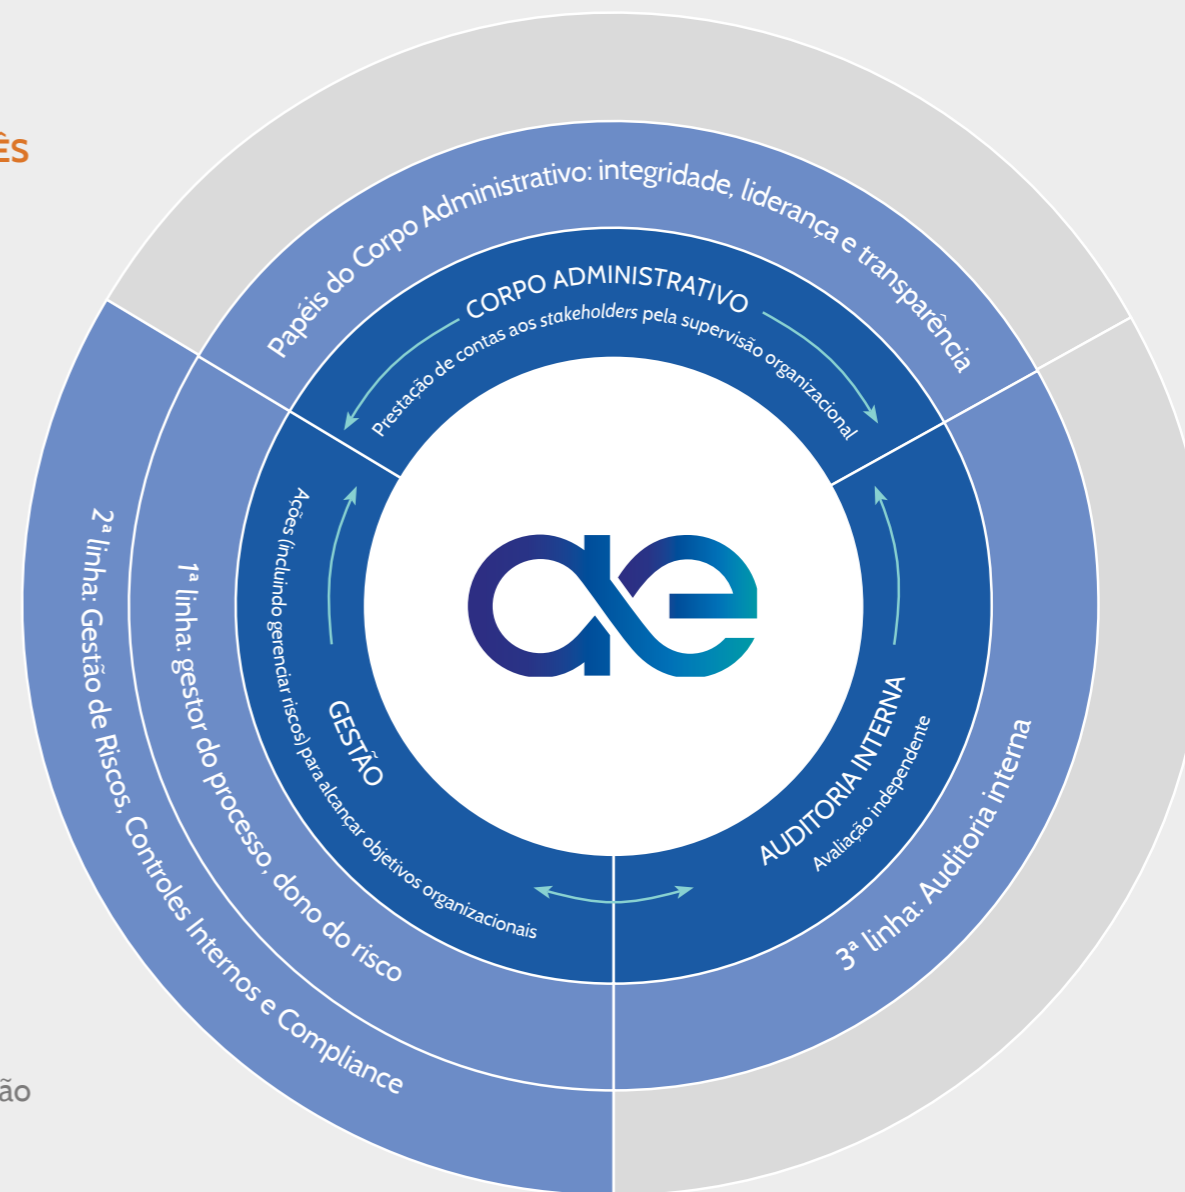 ÊS
Papéis do Corpo Administrativo: integridade, liderança e transparência
CORPO ADMINISTRATIVO
Prestação de contas aos stakeholders pela supervisão organizacional
2ª linha: Gestão de Riscos, Controles Internos e Compliance
1ª linha: gestor do processo, dono do risco
GESTÃO
Ações (incluindo gerenciar riscos) para alcançar objetivos organizacionais
ae
AUDITORIA INTERNA
Avaliação independente
3ª linha: Auditoria interna
ão